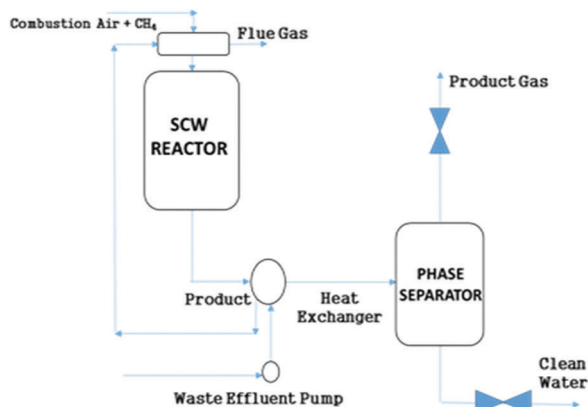 Combustion Air + CH₄
Flue Gas
SCW
REACTOR
Product Gas
Product
Heat
Exchanger
PHASE
SEPARATOR
Waste Effluent Pump
Clean
Water